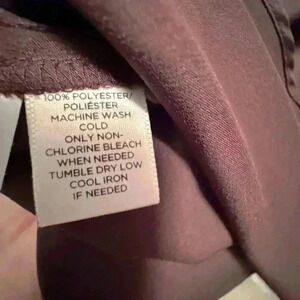 100% POLYESTER/
POLIÉSTER
MACHINE WASH
COLD
ONLY NON-
CHLORINE BLEACH
WHEN NEEDED
TUMBLE DRY LOW
COOL IRON
IF NEEDED